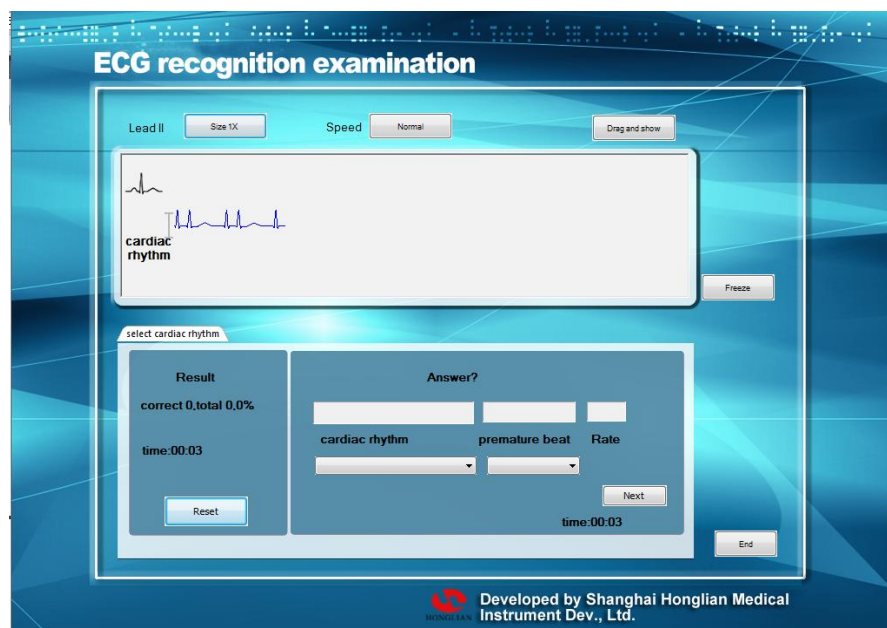 ECG recognition examination
Lead II
Size 1X
Speed
Normal
Drag and show
cardiac
rhythm
Freeze
select cardiac rhythm
Result
Answer?
correct 0,total 0,0%
cardiac rhythm
premature beat
Rate
time:00:03
Next
Reset
time:00:03
End
HONGLIAN
Developed by Shanghai Honglian Medical
Instrument Dev., Ltd.